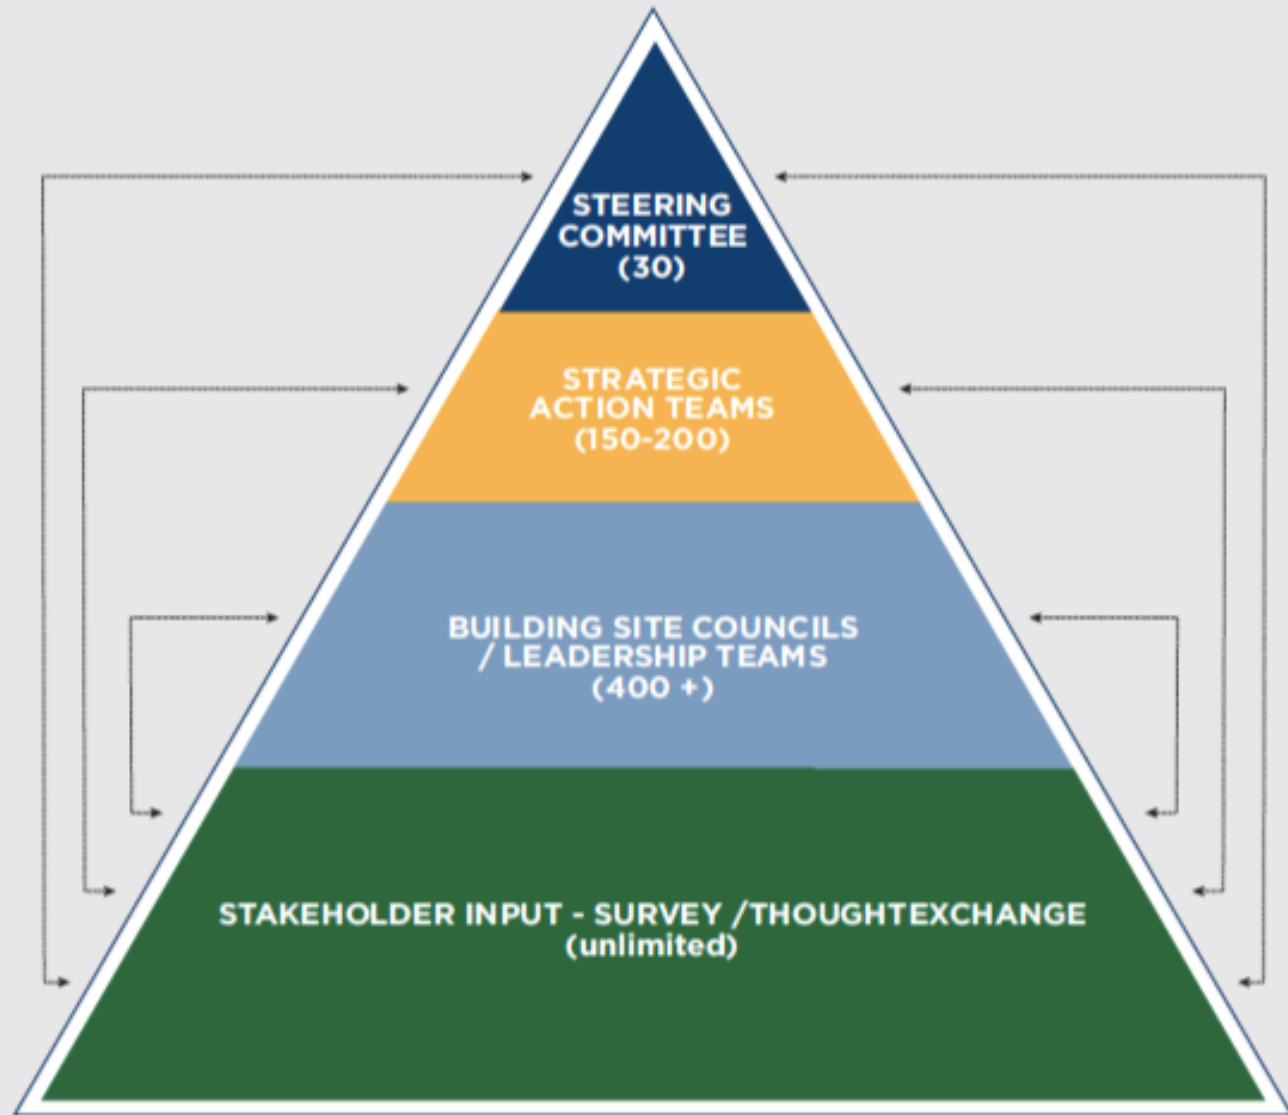 STEERING
COMMITTEE
(30)
STRATEGIC
ACTION TEAMS
(150-200)
BUILDING SITE COUNCILS
/ LEADERSHIP TEAMS
(400 +)
STAKEHOLDER INPUT - SURVEY /THOUGHTEXCHANGE
(unlimited)